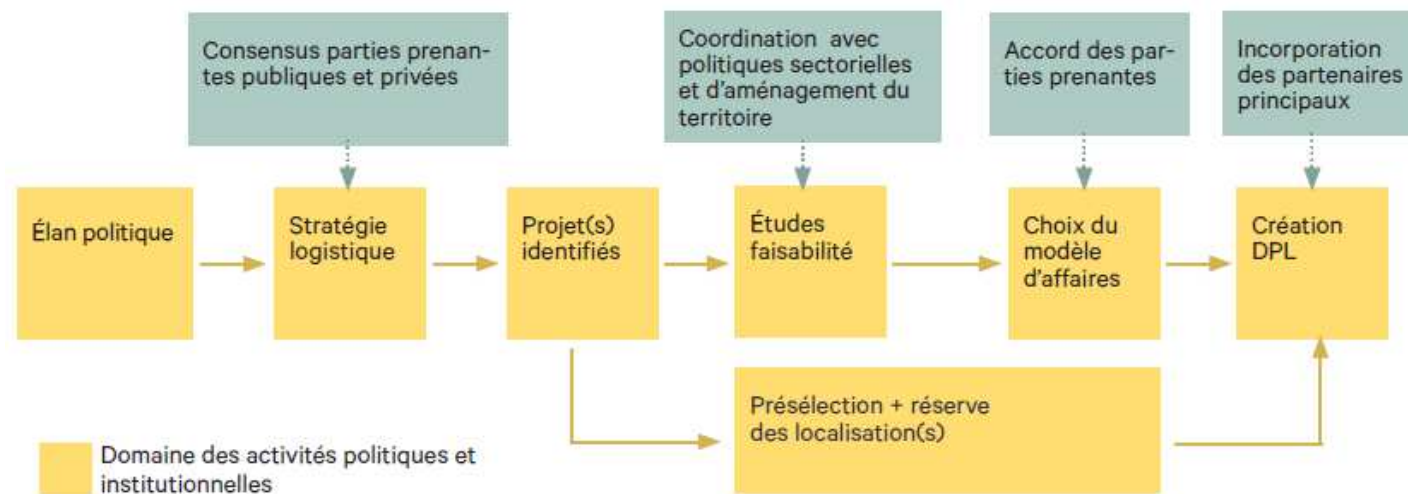 Consensus parties prenan-
tes publiques et privées
Coordination avec
politiques sectorielles
et d'aménagement du
territoire
Accord des par-
ties prenantes
Incorporation
des partenaires
principaux
Élan politique
Stratégie
logistique
Projet(s)
identifiés
Études
faisabilité
Choix du
modèle
d'affaires
Création
DPL
Présélection + réserve
des localisation(s)
Domaine des activités politiques et
institutionnelles